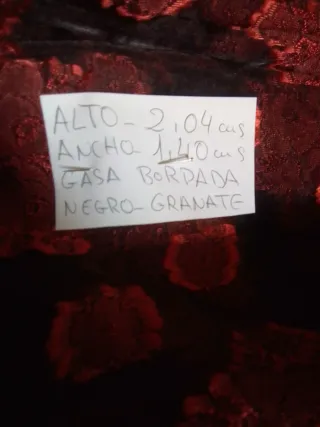 ALTO - 2,04 cms
ANCHO - 1,40 cms
GASA BORDADA
NEGRO - GRANATE